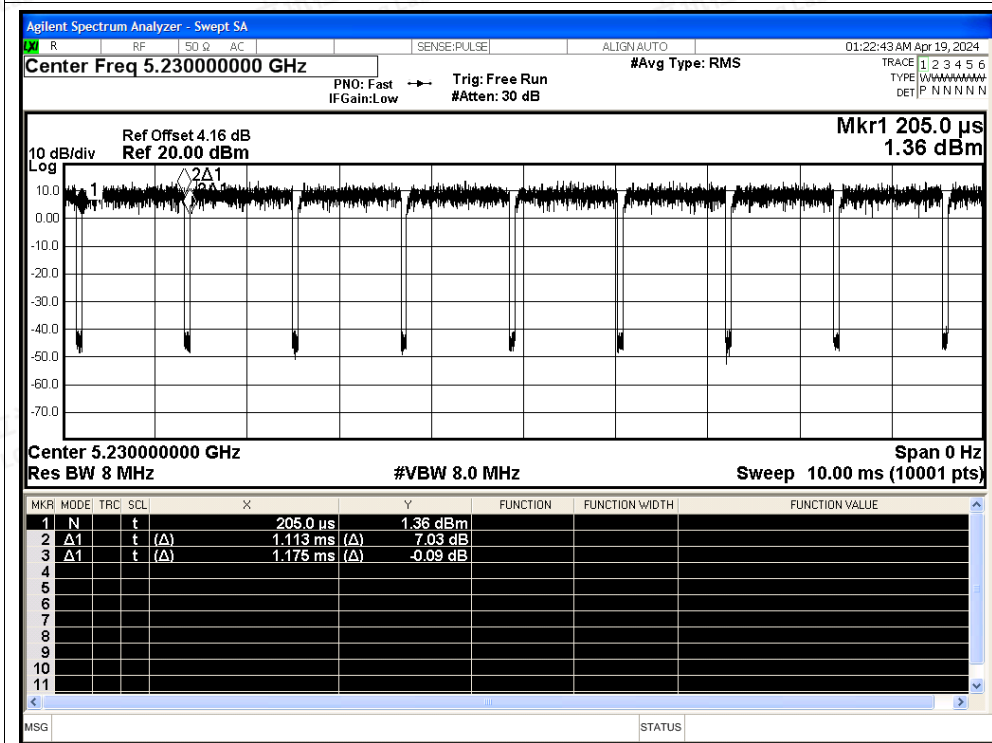 Agilent Spectrum Analyzer - Swept SA
LXI R RF 50 Ω AC SENSE:PULSE ALIGN AUTO 01:22:43 AM Apr 19, 2024
Center Freq 5.230000000 GHz #Avg Type: RMS TRACE 1 2 3 4 5 6
PNO: Fast Trig: Free Run TYPE W
IFGain:Low #Atten: 30 dB DET P N N N N N
Mkr1 205.0 µs
Ref Offset 4.16 dB
10 dB/div Ref 20.00 dBm 1.36 dBm
Log
2Δ1
10.0 1 3Δ1
0.00
-10.0
-20.0
-30.0
-40.0
-50.0
-60.0
-70.0
Center 5.230000000 GHz Span 0 Hz
Res BW 8 MHz #VBW 8.0 MHz Sweep 10.00 ms (10001 pts)
MKR MODE TRC SCL X Y FUNCTION FUNCTION WIDTH FUNCTION VALUE
1 N t 205.0 µs 1.36 dBm
2 Δ1 t (Δ) 1.113 ms (Δ) 7.03 dB
3 Δ1 t (Δ) 1.175 ms (Δ) -0.09 dB
4
5
6
7
8
9
10
11
MSG STATUS